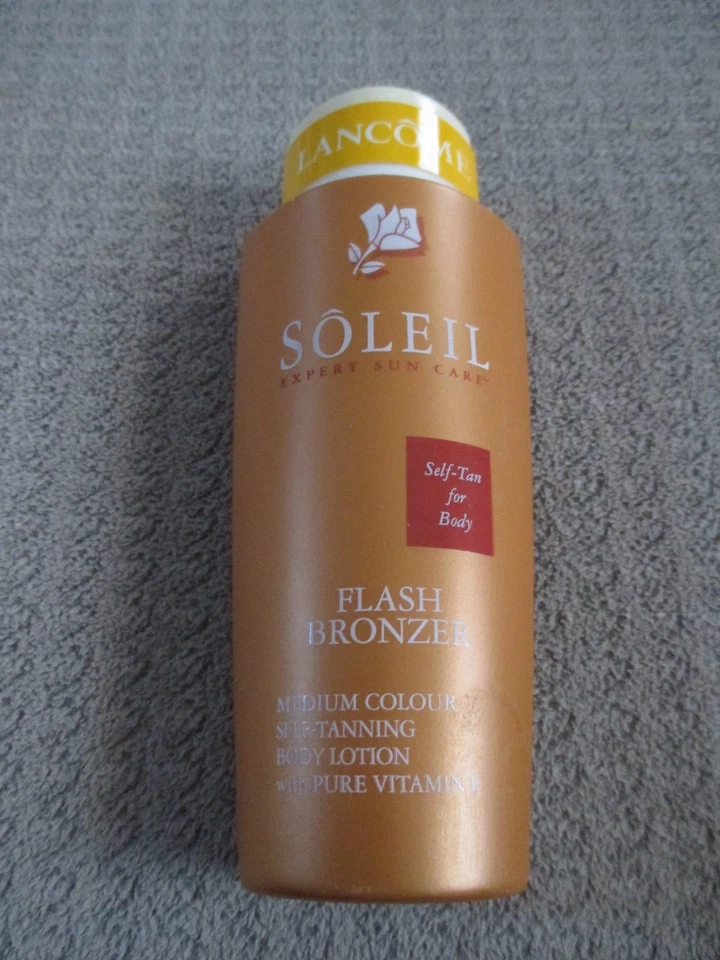 LANCÔME
SÔLEIL
EXPERT SUN CARE
Self-Tan
for
Body
FLASH
BRONZER
MEDIUM COLOUR
SELF-TANNING
BODY LOTION
with PURE VITAMIN E